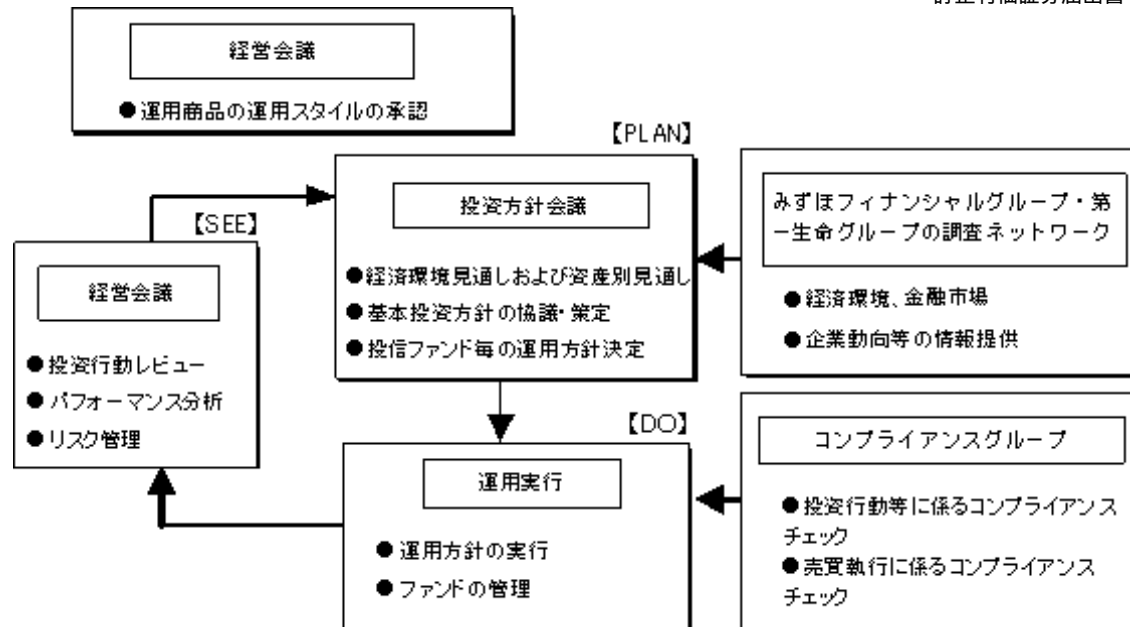 訂正有価証券届出書
経営会議
●運用商品の運用スタイルの承認
【PLAN】
投資方針会議
●経済環境見通しおよび資産別見通し
●基本投資方針の協議・策定
●投信ファンド毎の運用方針決定
みずほフィナンシャルグループ・第
一生命グループの調査ネットワーク
●経済環境、金融市場
●企業動向等の情報提供
【SEE】
経営会議
●投資行動レビュー
●パフォーマンス分析
●リスク管理
【DO】
運用実行
●運用方針の実行
●ファンドの管理
コンプライアンスグループ
●投資行動等に係るコンプライアンス
チェック
●売買執行に係るコンプライアンス
チェック